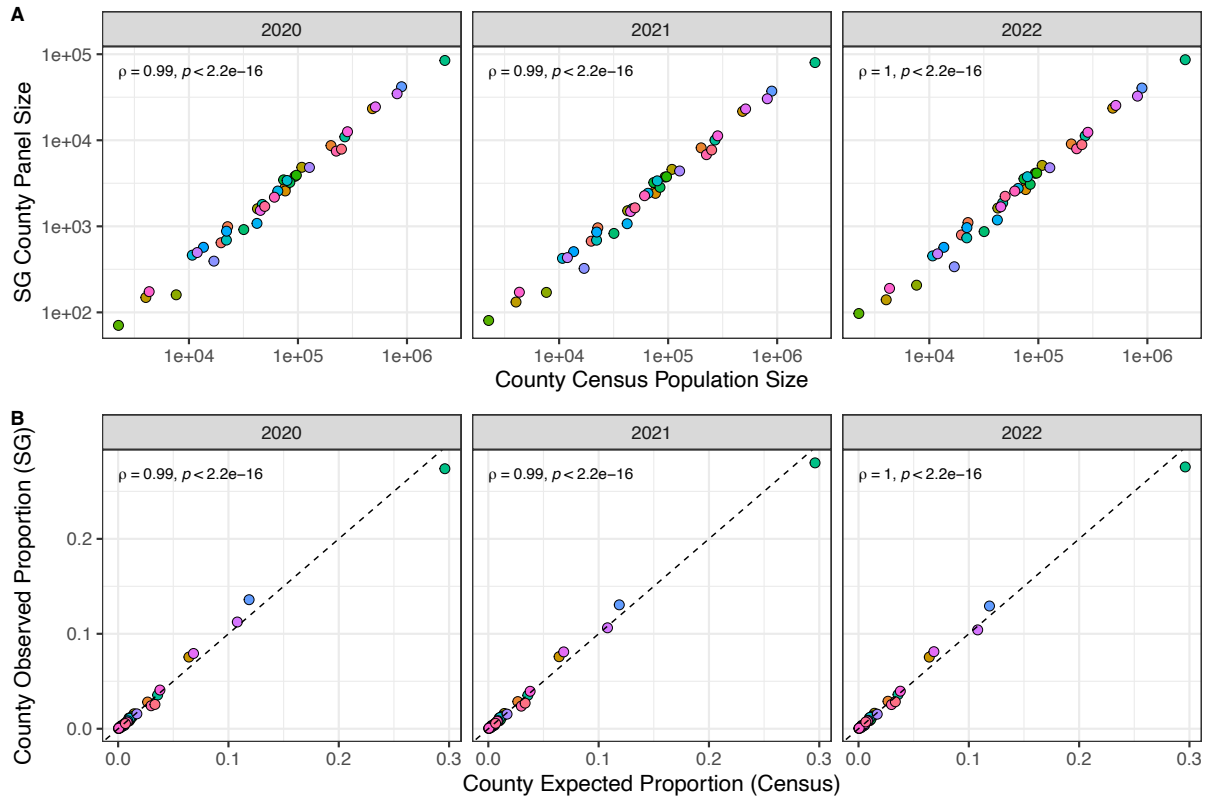 A
2020
2021
2022
ρ = 0.99, p < 2.2e−16
ρ = 0.99, p < 2.2e−16
ρ = 1, p < 2.2e−16
SG County Panel Size
1e+05
1e+04
1e+03
1e+02
1e+04
1e+05
1e+06
1e+04
1e+05
1e+06
1e+04
1e+05
1e+06
County Census Population Size
B
2020
2021
2022
ρ = 0.99, p < 2.2e−16
ρ = 0.99, p < 2.2e−16
ρ = 1, p < 2.2e−16
County Observed Proportion (SG)
0.2
0.1
0.0
0.0
0.1
0.2
0.3
0.0
0.1
0.2
0.3
0.0
0.1
0.2
0.3
County Expected Proportion (Census)